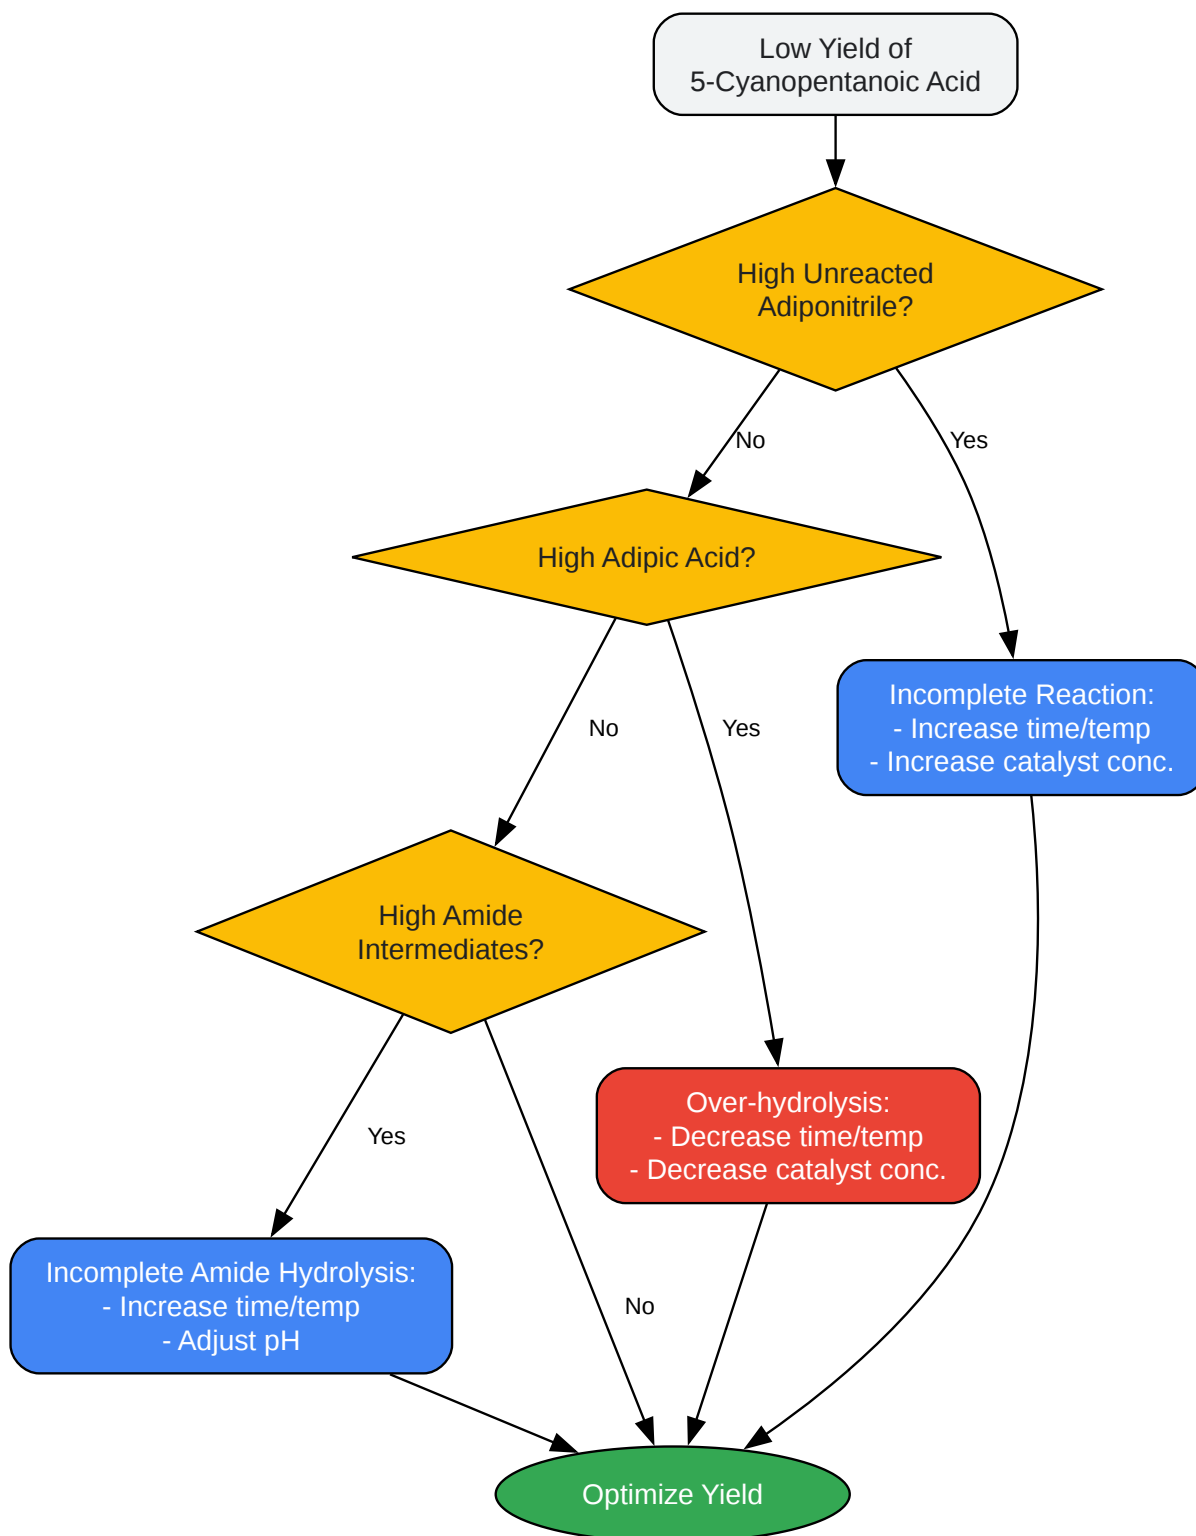 Low Yield of
5-Cyanopentanoic Acid
High Unreacted
Adiponitrile?
No
Yes
High Adipic Acid?
Incomplete Reaction:
- Increase time/temp
- Increase catalyst conc.
No
Yes
High Amide
Intermediates?
Over-hydrolysis:
- Decrease time/temp
- Decrease catalyst conc.
Yes
No
Incomplete Amide Hydrolysis:
- Increase time/temp
- Adjust pH
Optimize Yield